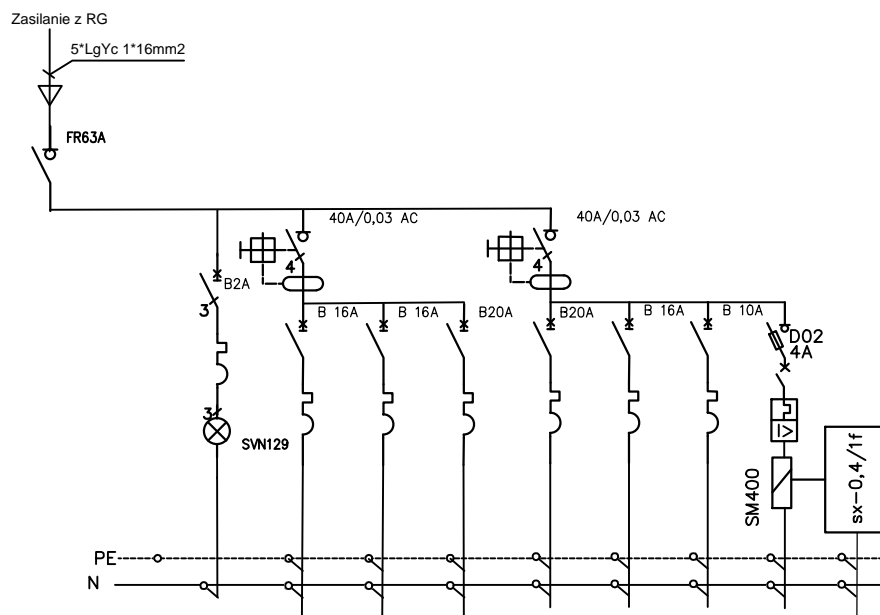 Zasilanie z RG
5*LgYc 1*16mm2
FR63A
40A/0,03 AC
40A/0,03 AC
4
4
B2A
3
B 16A
B 16A
B20A
B20A
B 16A
B 10A
D02
4A
3
SVN129
SM400
sx-0,4/1f
PE
N